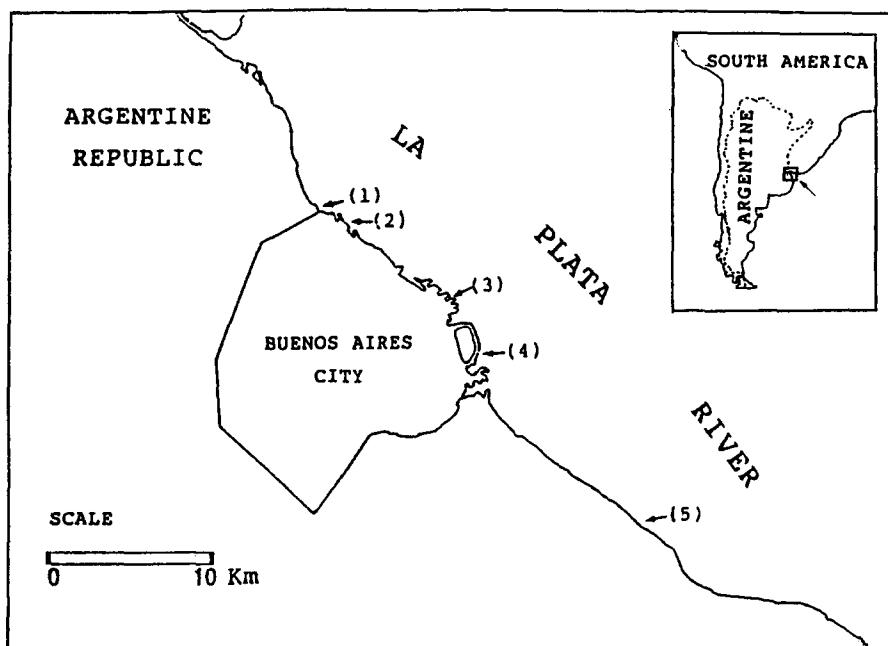 ARGENTINE
REPUBLIC
LA
PLATA
RIVER
(1)
(2)
(3)
(4)
(5)
BUENOS AIRES
CITY
SCALE
0 10 Km
SOUTH AMERICA
ARGENTINE